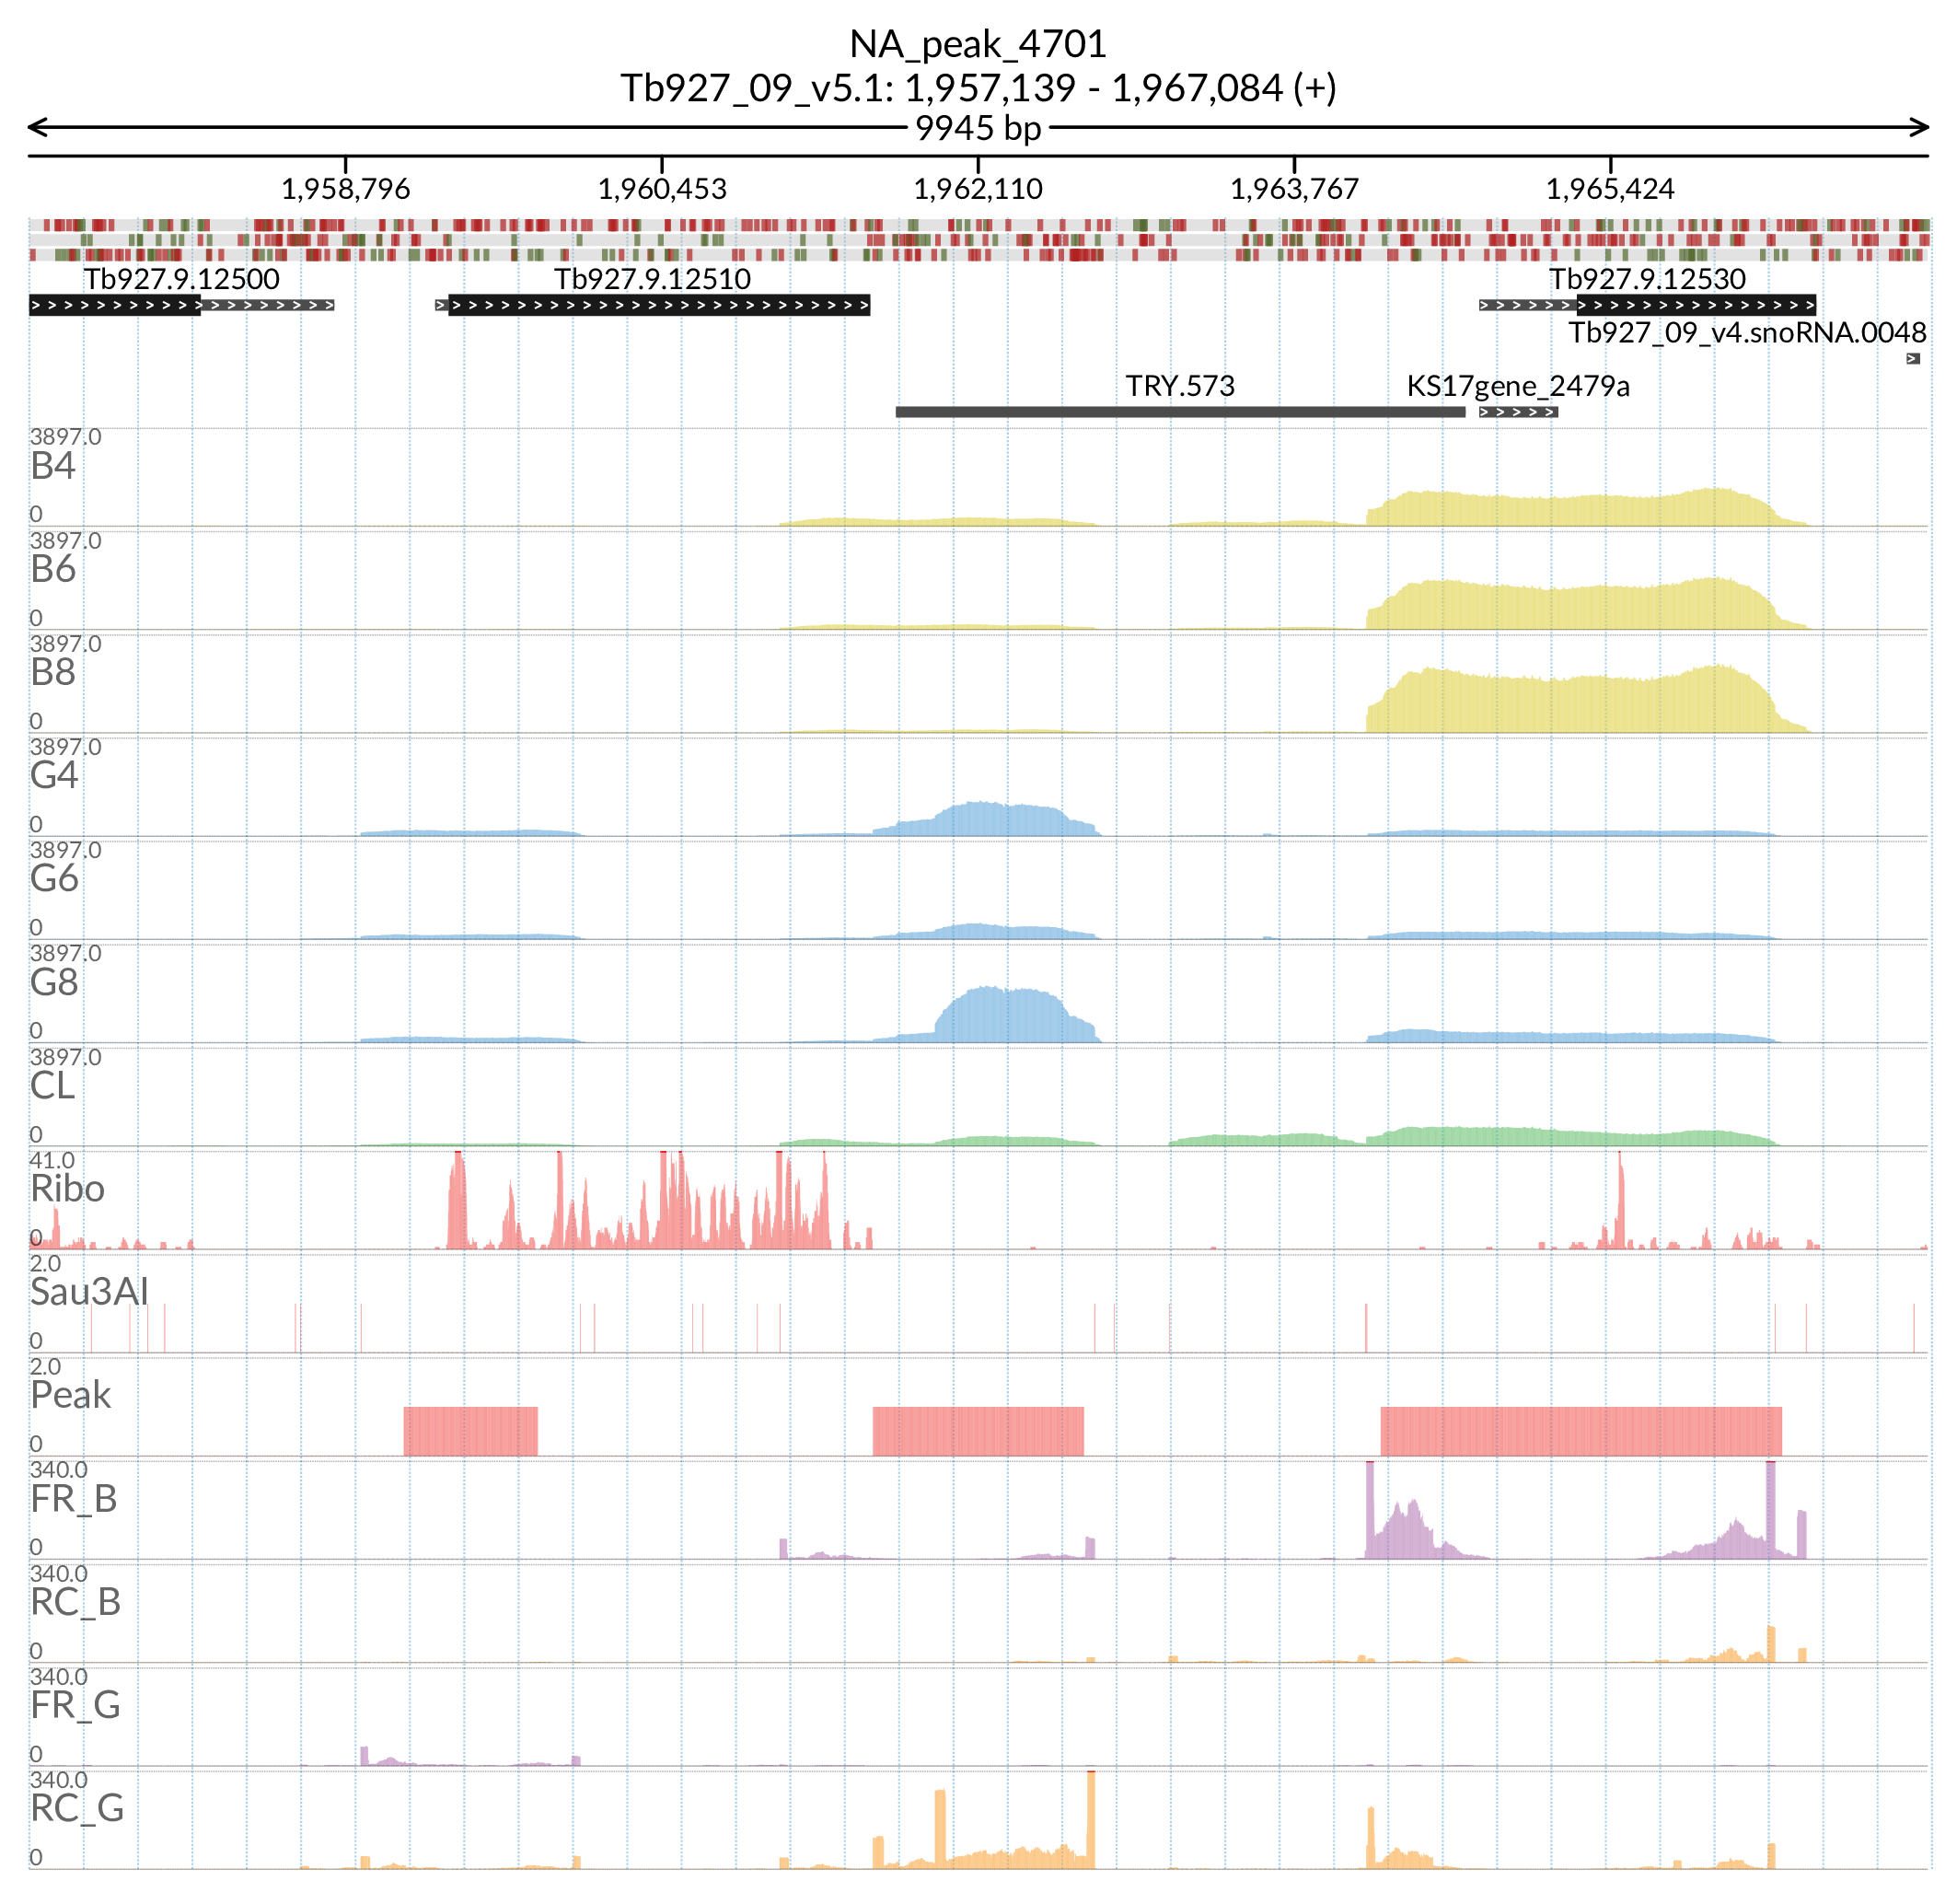 NA_peak_4701
Tb927_09_v5.1: 1,957,139 - 1,967,084 (+)
9945 bp
1,958,796 1,960,453 1,962,110 1,963,767 1,965,424
Tb927.9.12500 Tb927.9.12510 Tb927.9.12530
Tb927_09_v4.snoRNA.0048
TRY.573 KS17gene_2479a
3897.0
B4
0
3897.0
B6
0
3897.0
B8
0
3897.0
G4
0
3897.0
G6
0
3897.0
G8
0
3897.0
CL
0
41.0
Ribo
0
2.0
Sau3AI
0
2.0
Peak
0
340.0
FR_B
0
340.0
RC_B
0
340.0
FR_G
0
340.0
RC_G
0